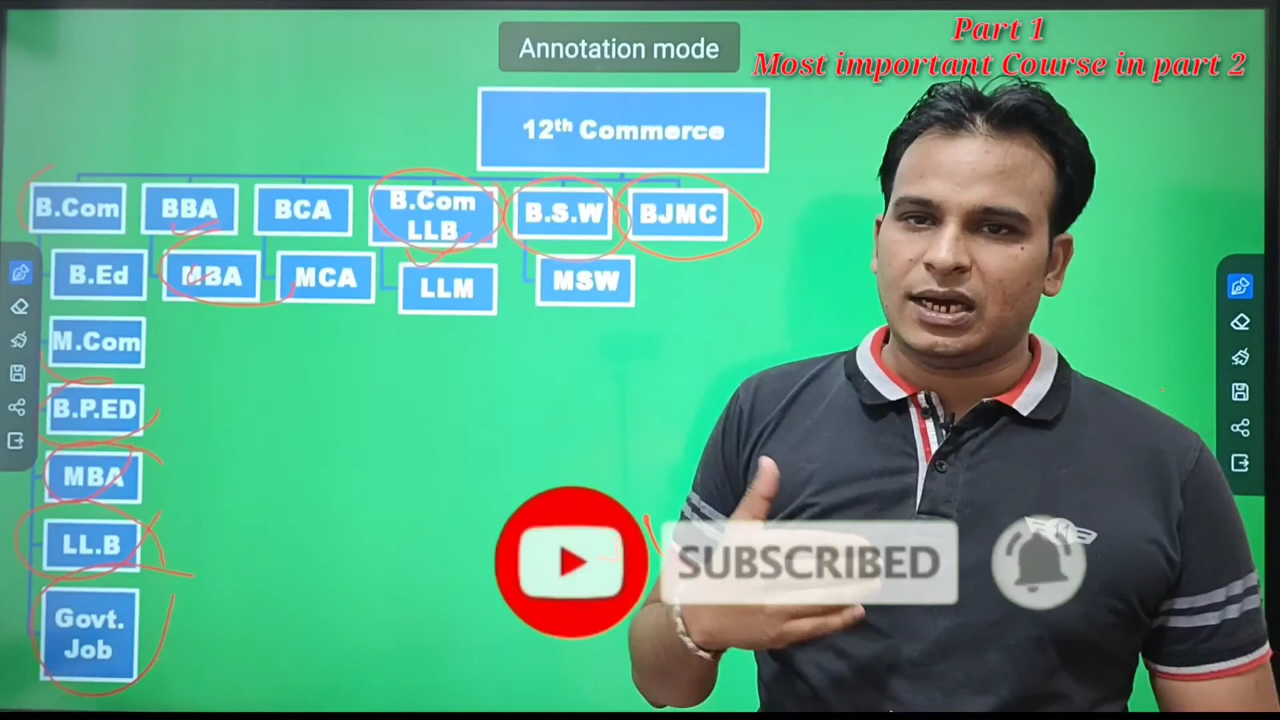 Part 1
Most important Course in part 2
Annotation mode
12th Commerce
B.Com
BBA
BCA
B.Com
LLB
B.S.W
BJMC
B.Ed
MBA
MCA
LLM
MSW
M.Com
B.P.ED
MBA
LL.B
Govt.
Job
SUBSCRIBED